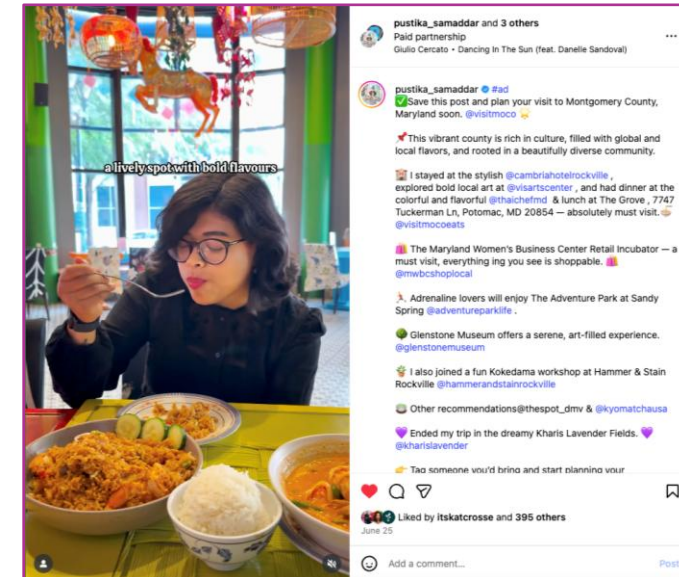 a lively spot with bold flavours
pustika_samaddar and 3 others
Paid partnership
Giulio Cercato • Dancing In The Sun (feat. Danelle Sandoval)
pustika_samaddar #ad
✅Save this post and plan your visit to Montgomery County,
Maryland soon. @visitmoco
📌This vibrant county is rich in culture, filled with global and
local flavors, and rooted in a beautifully diverse community.
🏨 I stayed at the stylish @cambriahotelrockville ,
explored bold local art at @visartscenter , and had dinner at the
colorful and flavorful @thaichefmd & lunch at The Grove , 7747
Tuckerman Ln, Potomac, MD 20854 — absolutely must visit.
@visitmocoeats
🛍️ The Maryland Women's Business Center Retail Incubator — a
must visit, everything ing you see is shoppable. 🛍️
@mwbcshoplocal
Adrenaline lovers will enjoy The Adventure Park at Sandy
Spring @adventureparklife .
🌳 Glenstone Museum offers a serene, art-filled experience.
@glenstonemuseum
🪴 I also joined a fun Kokedama workshop at Hammer & Stain
Rockville @hammerandstainrockville
🍵 Other recommendations@thespot_dmv & @kyomatchausa
💜 Ended my trip in the dreamy Kharis Lavender Fields. 💜
@kharislavender
👉 Tag someone you'd bring and start planning your
Liked by itskatcrosse and 395 others
June 25
Add a comment...
Post